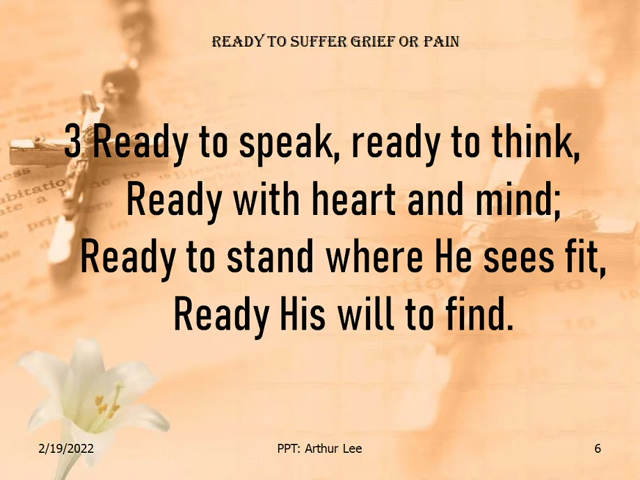 READY TO SUFFER GRIEF OR PAIN
3 Ready to speak, ready to think,
Ready with heart and mind;
Ready to stand where He sees fit,
Ready His will to find.
2/19/2022 PPT: Arthur Lee 6